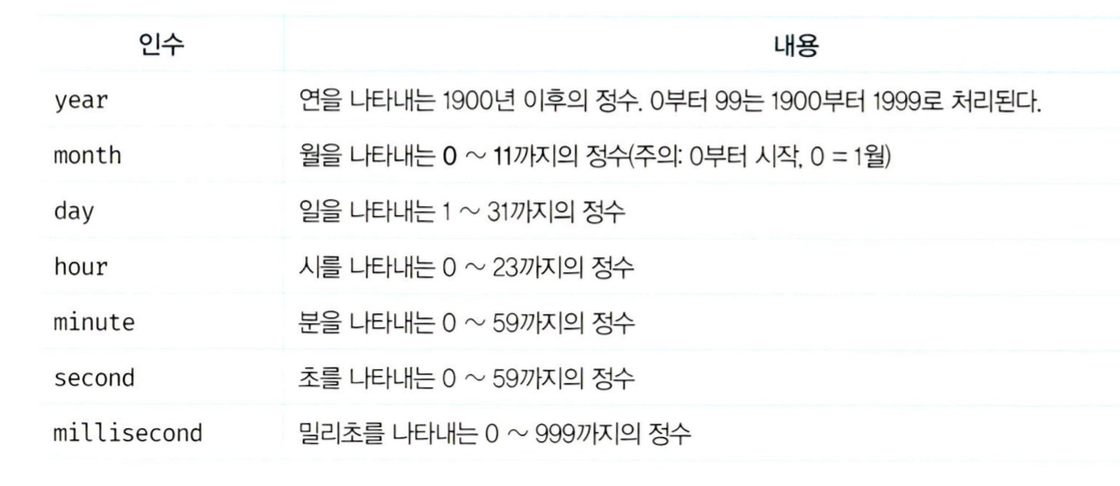 인수 내용
year 연을 나타내는 1900년 이후의 정수. 0부터 99는 1900부터 1999로 처리된다.
month 월을 나타내는 0 ~ 11까지의 정수(주의: 0부터 시작, 0 = 1월)
day 일을 나타내는 1 ~ 31까지의 정수
hour 시를 나타내는 0 ~ 23까지의 정수
minute 분을 나타내는 0 ~ 59까지의 정수
second 초를 나타내는 0 ~ 59까지의 정수
millisecond 밀리초를 나타내는 0 ~ 999까지의 정수